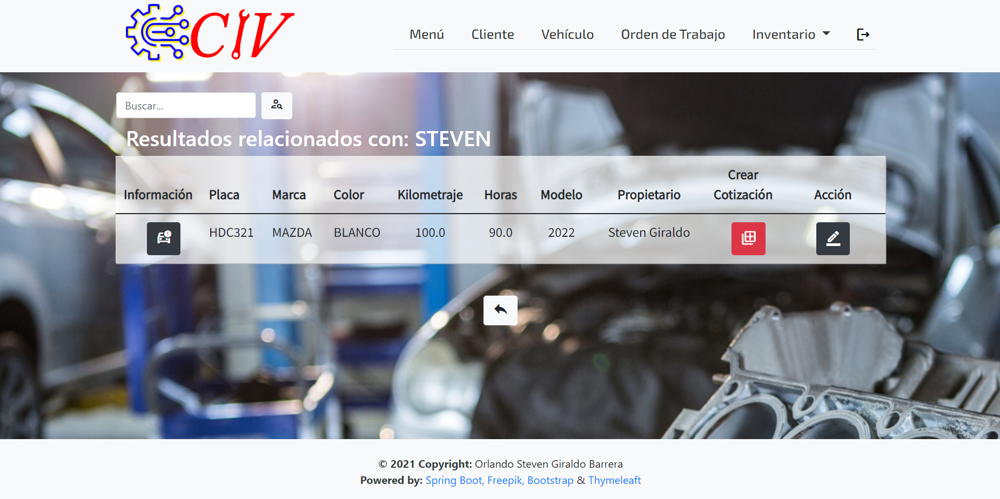 CIV
Menú Cliente Vehículo Orden de Trabajo Inventario
Buscar...
Resultados relacionados con: STEVEN
Información Placa Marca Color Kilometraje Horas Modelo Propietario Crear Cotización Acción
HDC321 MAZDA BLANCO 100.0 90.0 2022 Steven Giraldo
© 2021 Copyright: Orlando Steven Giraldo Barrera
Powered by: Spring Boot, Freepik, Bootstrap & Thymeleaft